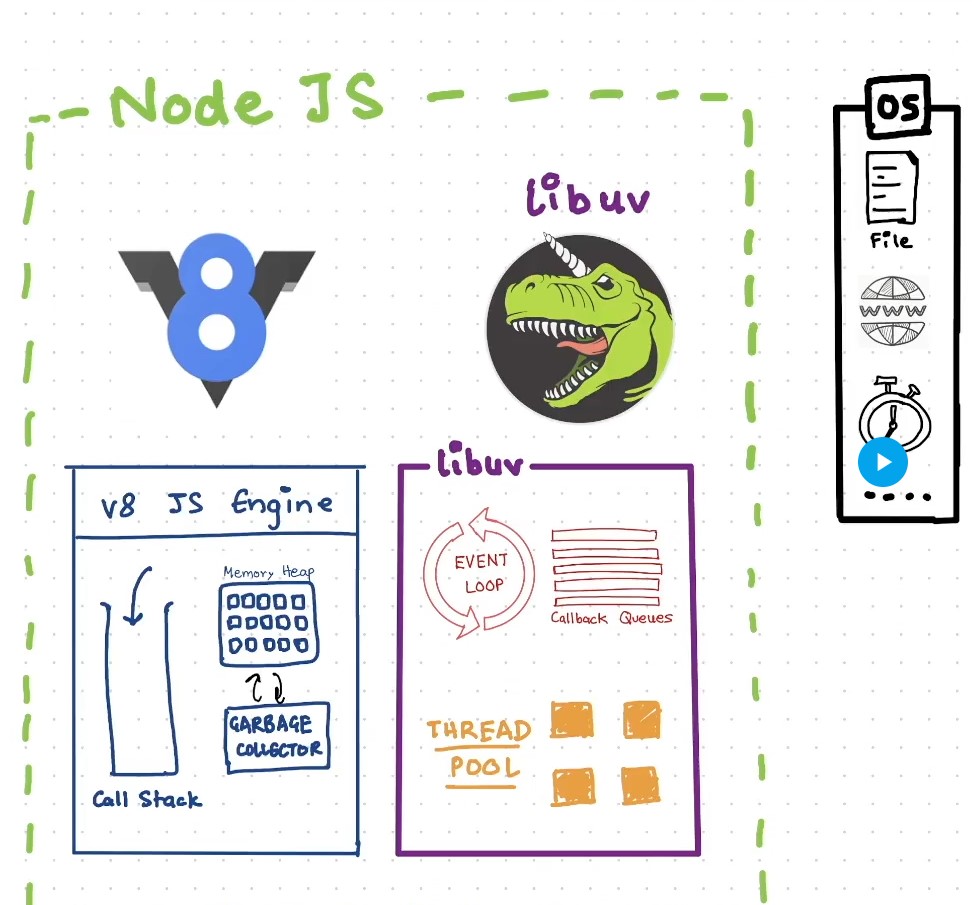 Node JS
OS
libuv
8
File
www
libuv
V8 JS Engine
EVENT
LOOP
Memory Heap
Callback Queues
GARBAGE
COLLECTOR
THREAD
POOL
Call Stack